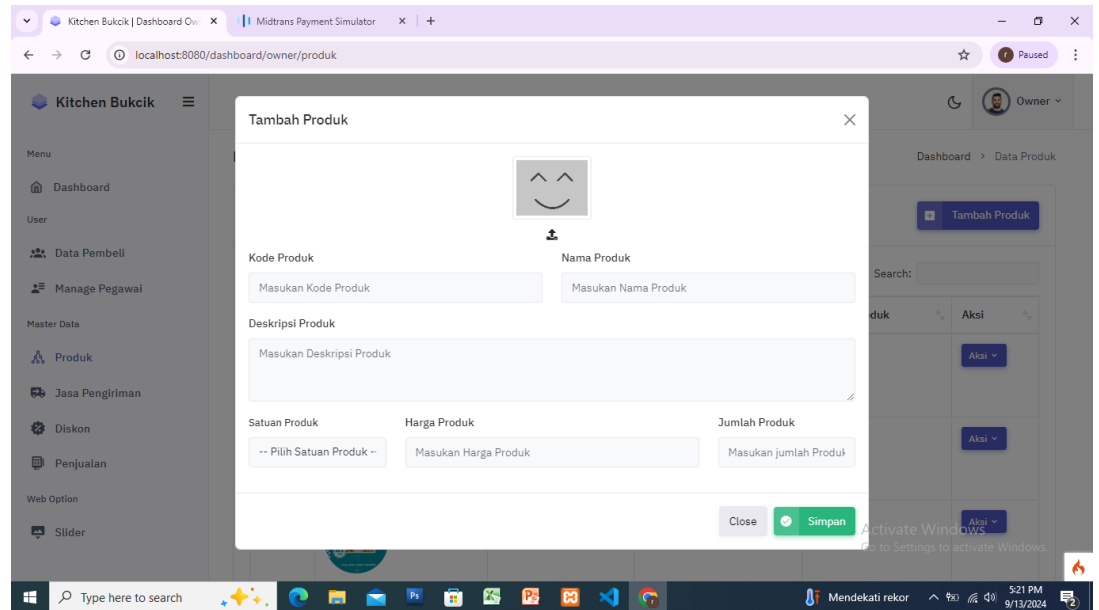 Kitchen Bukcik | Dashboard Ow
Midtrans Payment Simulator
localhost:8080/dashboard/owner/produk
Paused
Kitchen Bukcik
Owner
Tambah Produk
Menu
Dashboard > Data Produk
Dashboard
Tambah Produk
User
Data Pembeli
Kode Produk
Nama Produk
Search:
Manage Pegawai
Masukan Kode Produk
Masukan Nama Produk
Master Data
Deskripsi Produk
duk
Aksi
Produk
Masukan Deskripsi Produk
Aksi
Jasa Pengiriman
Diskon
Satuan Produk
Harga Produk
Jumlah Produk
Aksi
Penjualan
-- Pilih Satuan Produk --
Masukan Harga Produk
Masukan jumlah Produk
Web Option
Slider
Close
Simpan
Aksi
Activate Windows
Go to Settings to activate Windows.
Type here to search
Ps
Mendekati rekor
5:21 PM
9/13/2024
2